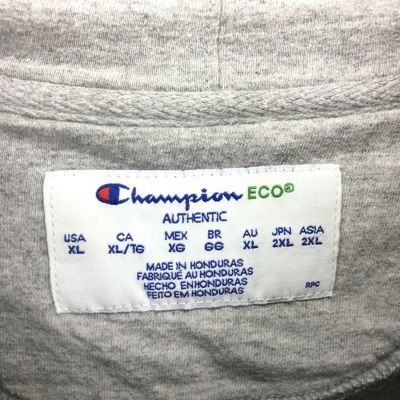 Champion ECO®
AUTHENTIC
USA CA MEX BR AU JPN ASIA
XL XL/TG XG GG XL 2XL 2XL
MADE IN HONDURAS
FABRIQUÉ AU HONDURAS
HECHO EN HONDURAS
FEITO EM HONDURAS
RPC